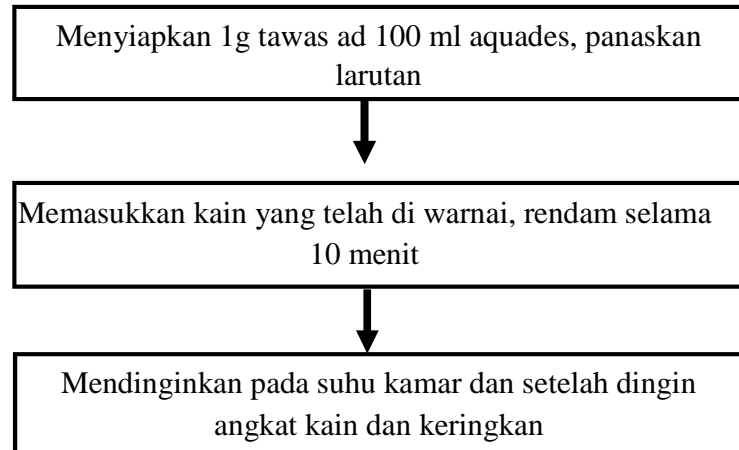 Menyiapkan 1g tawas ad 100 ml aquades, panaskan
larutan
Memasukkan kain yang telah di warnai, rendam selama
10 menit
Mendinginkan pada suhu kamar dan setelah dingin
angkat kain dan keringkan